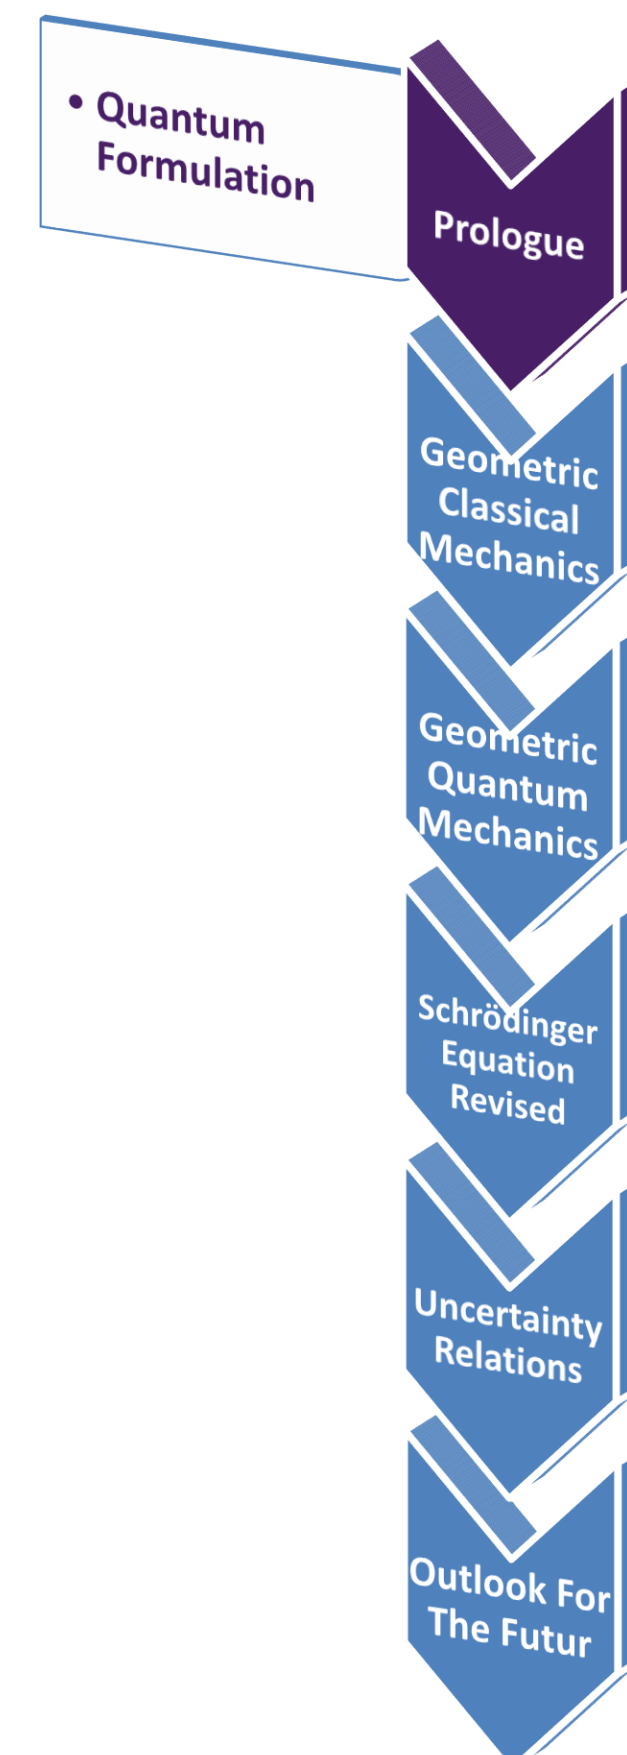 • Quantum
Formulation
Prologue
Geometric
Classical
Mechanics
Geometric
Quantum
Mechanics
Schrödinger
Equation
Revised
Uncertainty
Relations
Outlook For
The Futur